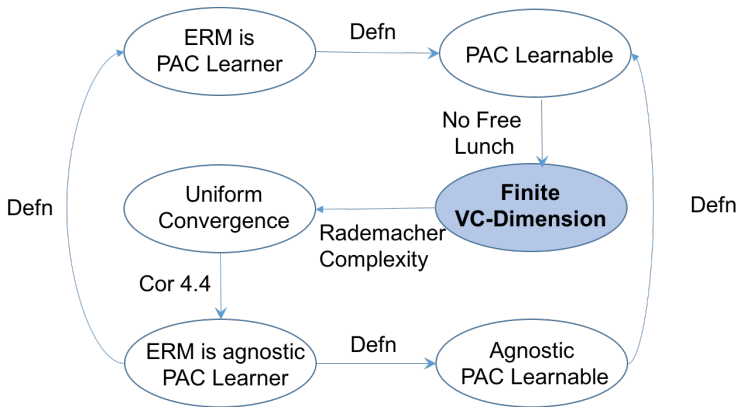 Defn
ERM is
PAC Learner
PAC Learnable
No Free
Lunch
Defn
Uniform
Convergence
Finite
VC-Dimension
Defn
Rademacher
Complexity
Cor 4.4
ERM is agnostic
PAC Learner
Defn
Agnostic
PAC Learnable